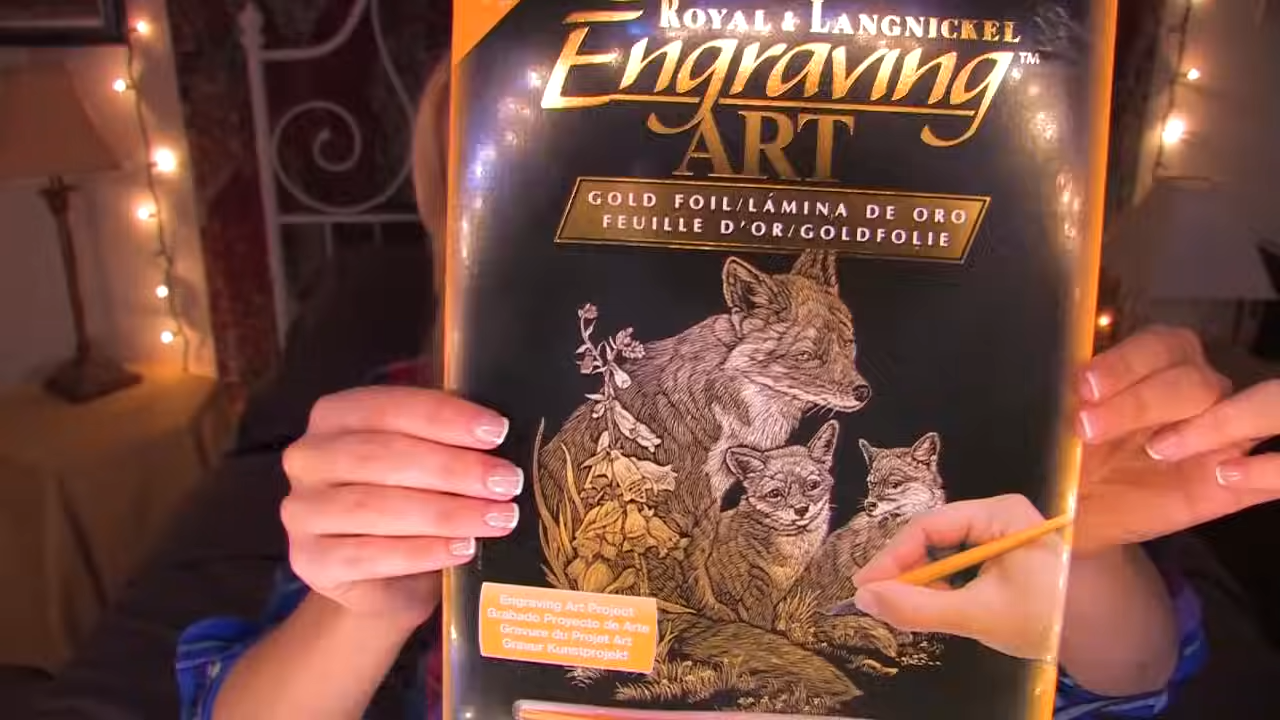 ROYAL & LANGNICKEL
Engraving™
ART
GOLD FOIL/LÁMINA DE ORO
FEUILLE D'OR/GOLDFOLIE
Engraving Art Project
Grabado Proyecto de Arte
Gravure du Projet Art
Gravur Kunstprojekt